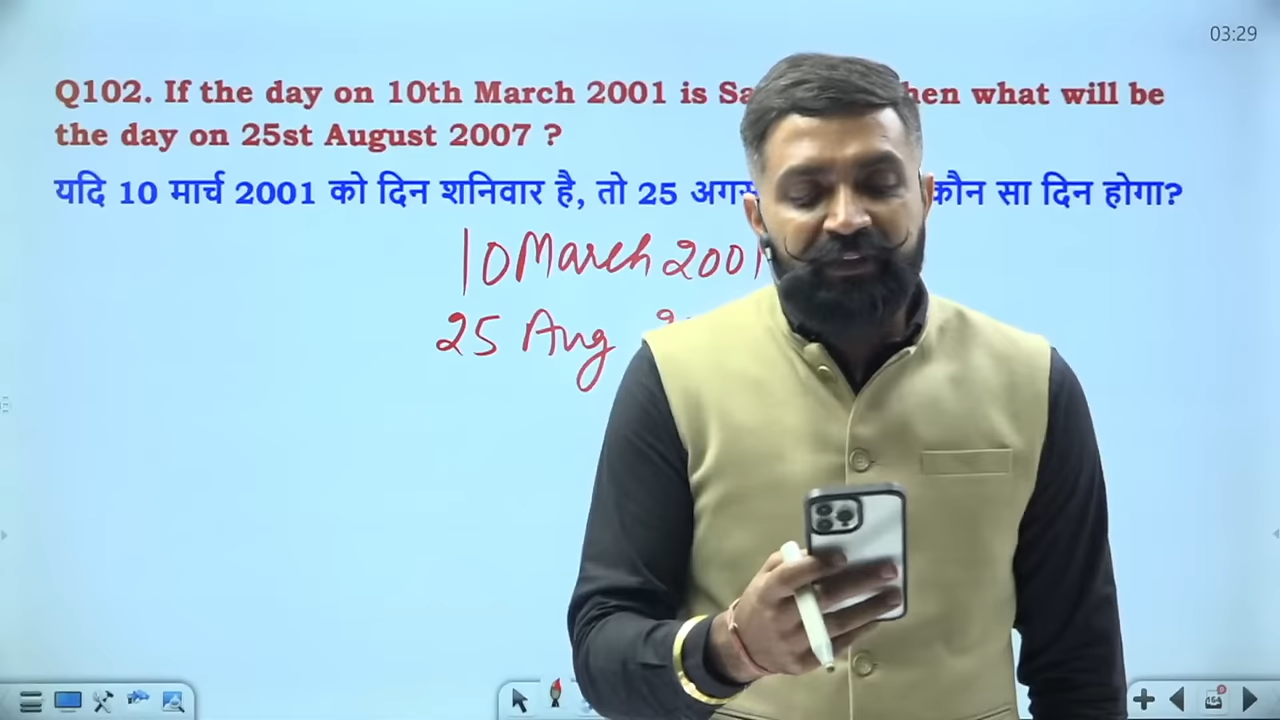 03:29
Q102. If the day on 10th March 2001 is Sa hen what will be
the day on 25st August 2007 ?
यदि 10 मार्च 2001 को दिन शनिवार है, तो 25 कौन सा दिन होगा?
10 March 2001
25 Aug